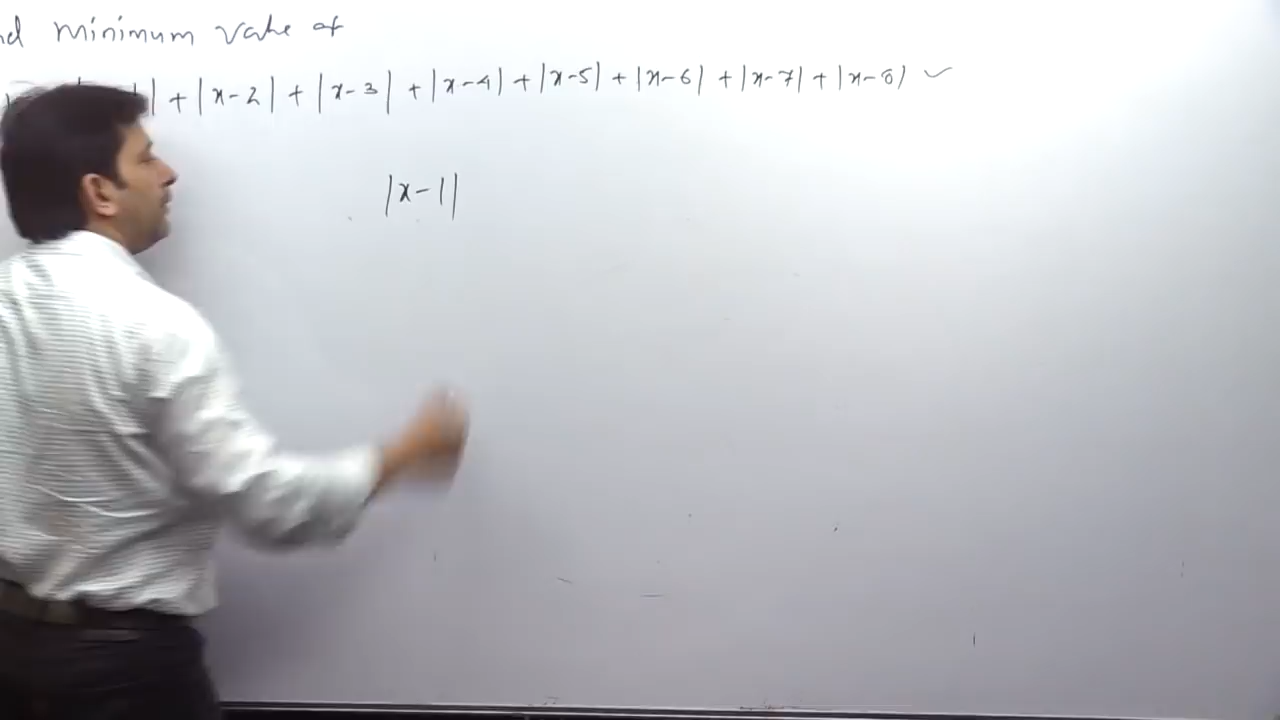 nd minimum value of
| + |x-2| + |x-3| + |x-4| + |x-5| + |x-6| + |x-7| + |x-8| ✓
|x-1|